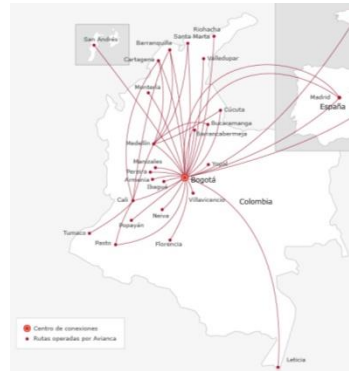 Riohacha
San Andrés
Barranquilla
Santa Marta
Cartagena
Valledupar
Montería
Madrid
España
Cúcuta
Bucaramanga
Barrancabermeja
Medellín
Manizales
Yopal
Pereira
Armenia
Bogotá
Ibagué
Cali
Villavicencio
Colombia
Neiva
Popayán
Tumaco
Pasto
Florencia
Centro de conexiones
Rutas operadas por Avianca
Leticia